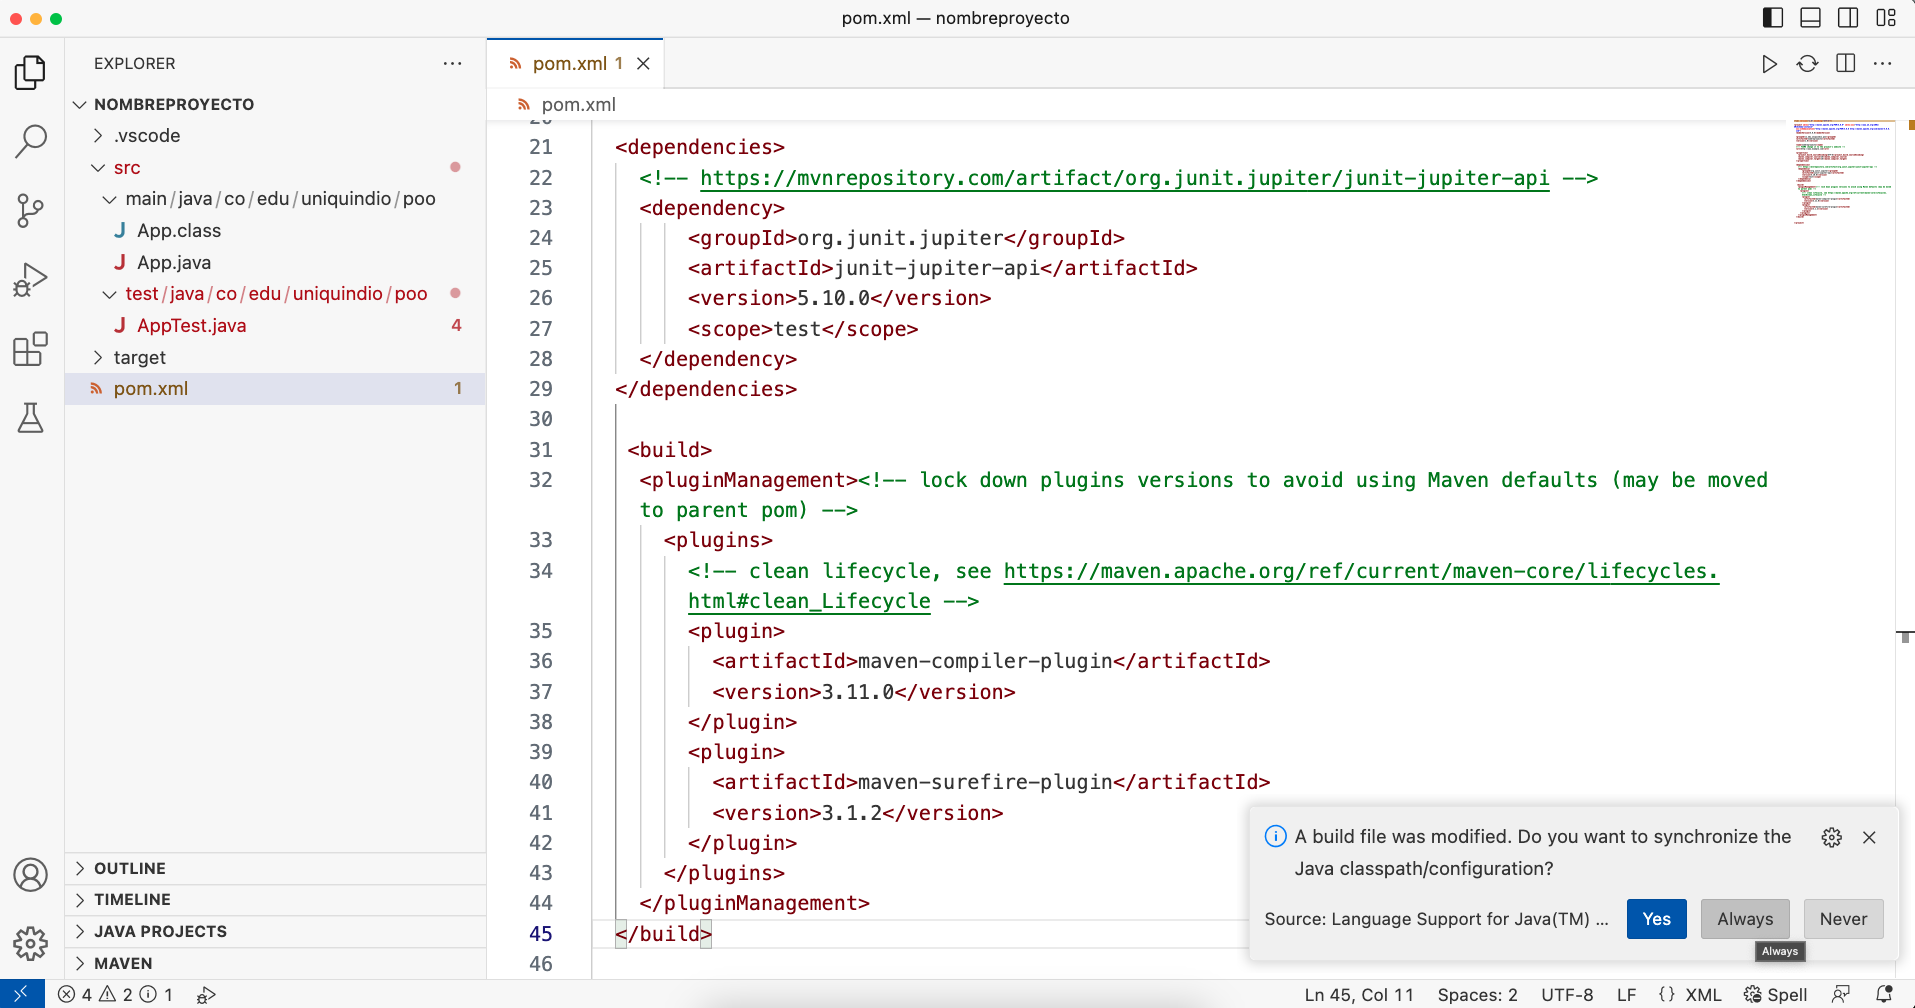 pom.xml — nombreproyecto
EXPLORER
NOMBREPROYECTO
.vscode
src
main/java/co/edu/uniquindio/poo
App.class
App.java
test/java/co/edu/uniquindio/poo
AppTest.java 4
target
pom.xml 1
OUTLINE
TIMELINE
JAVA PROJECTS
MAVEN
pom.xml 1
pom.xml
20
21 <dependencies>
22 <!-- https://mvnrepository.com/artifact/org.junit.jupiter/junit-jupiter-api -->
23 <dependency>
24 <groupId>org.junit.jupiter</groupId>
25 <artifactId>junit-jupiter-api</artifactId>
26 <version>5.10.0</version>
27 <scope>test</scope>
28 </dependency>
29 </dependencies>
30
31 <build>
32 <pluginManagement><!-- lock down plugins versions to avoid using Maven defaults (may be moved
to parent pom) -->
33 <plugins>
34 <!-- clean lifecycle, see https://maven.apache.org/ref/current/maven-core/lifecycles.
html#clean_Lifecycle -->
35 <plugin>
36 <artifactId>maven-compiler-plugin</artifactId>
37 <version>3.11.0</version>
38 </plugin>
39 <plugin>
40 <artifactId>maven-surefire-plugin</artifactId>
41 <version>3.1.2</version>
42 </plugin>
43 </plugins>
44 </pluginManagement>
45 </build>
46
A build file was modified. Do you want to synchronize the
Java classpath/configuration?
Source: Language Support for Java(TM) ...
Yes
Always
Never
Always
4 2 1
Ln 45, Col 11
Spaces: 2
UTF-8
LF
{} XML
Spell